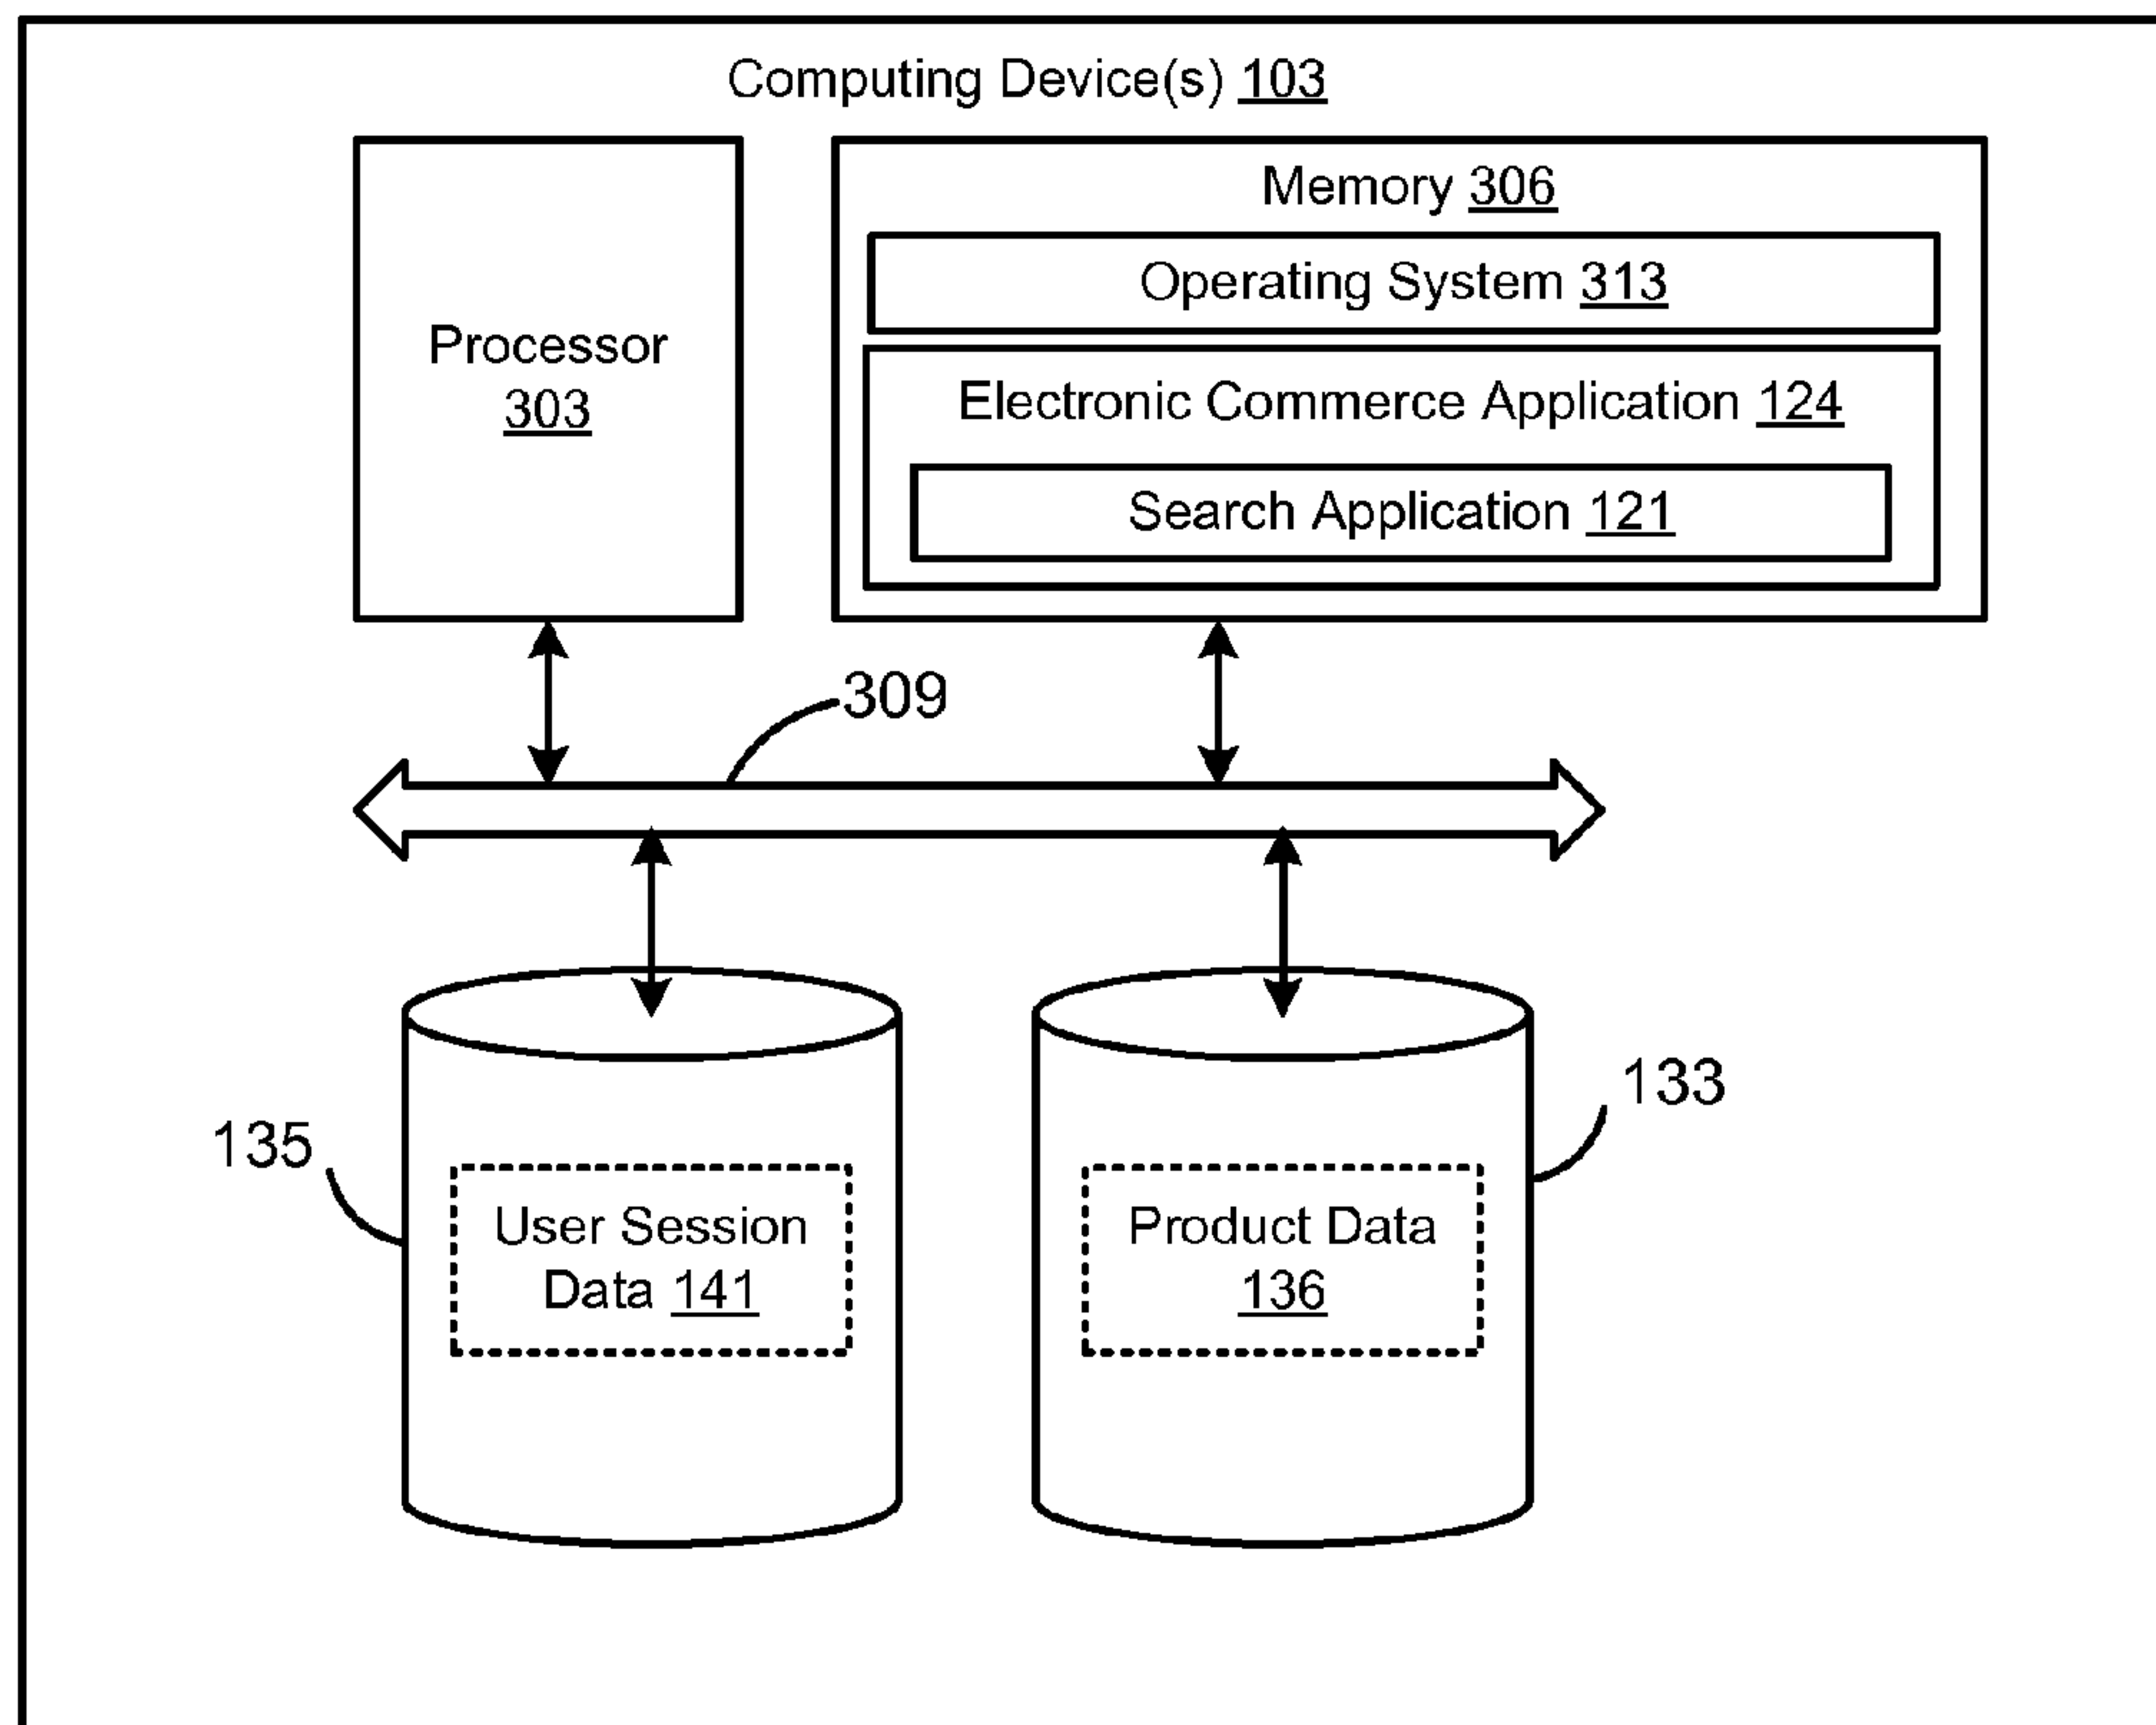 Computing Device(s) 103
Processor
303
Memory 306
Operating System 313
Electronic Commerce Application 124
Search Application 121
309
135
User Session
Data 141
Product Data
136
133